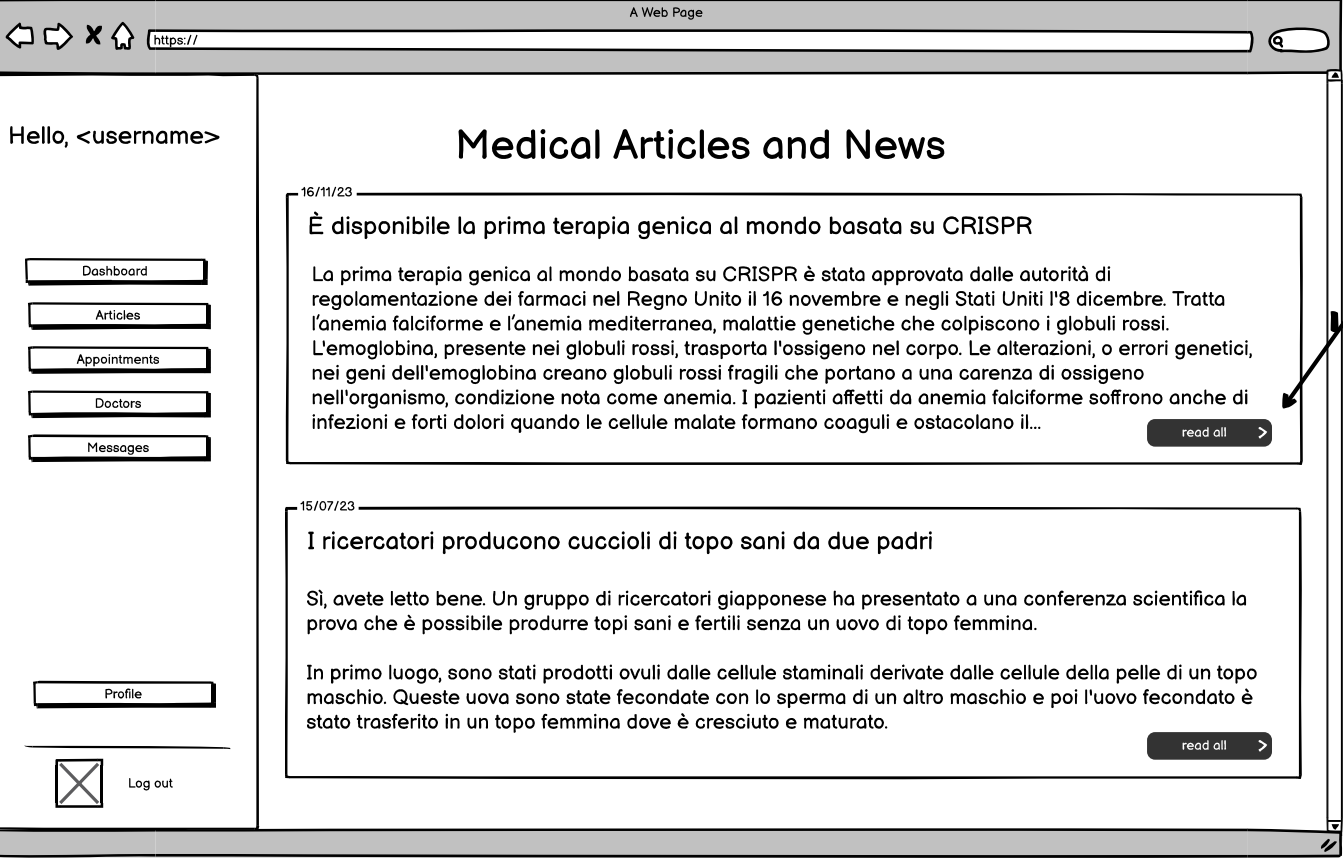 A Web Page
https://
Hello, <username>
Dashboard
Articles
Appointments
Doctors
Messages
Profile
Log out
Medical Articles and News
16/11/23
È disponibile la prima terapia genica al mondo basata su CRISPR
La prima terapia genica al mondo basata su CRISPR è stata approvata dalle autorità di
regolamentazione dei farmaci nel Regno Unito il 16 novembre e negli Stati Uniti l'8 dicembre. Tratta
l’anemia falciforme e l’anemia mediterranea, malattie genetiche che colpiscono i globuli rossi.
L'emoglobina, presente nei globuli rossi, trasporta l'ossigeno nel corpo. Le alterazioni, o errori genetici,
nei geni dell'emoglobina creano globuli rossi fragili che portano a una carenza di ossigeno
nell'organismo, condizione nota come anemia. I pazienti affetti da anemia falciforme soffrono anche di
infezioni e forti dolori quando le cellule malate formano coaguli e ostacolano il...
read all
15/07/23
I ricercatori producono cuccioli di topo sani da due padri
Sì, avete letto bene. Un gruppo di ricercatori giapponese ha presentato a una conferenza scientifica la
prova che è possibile produrre topi sani e fertili senza un uovo di topo femmina.
In primo luogo, sono stati prodotti ovuli dalle cellule staminali derivate dalle cellule della pelle di un topo
maschio. Queste uova sono state fecondate con lo sperma di un altro maschio e poi l'uovo fecondato è
stato trasferito in un topo femmina dove è cresciuto e maturato.
read all